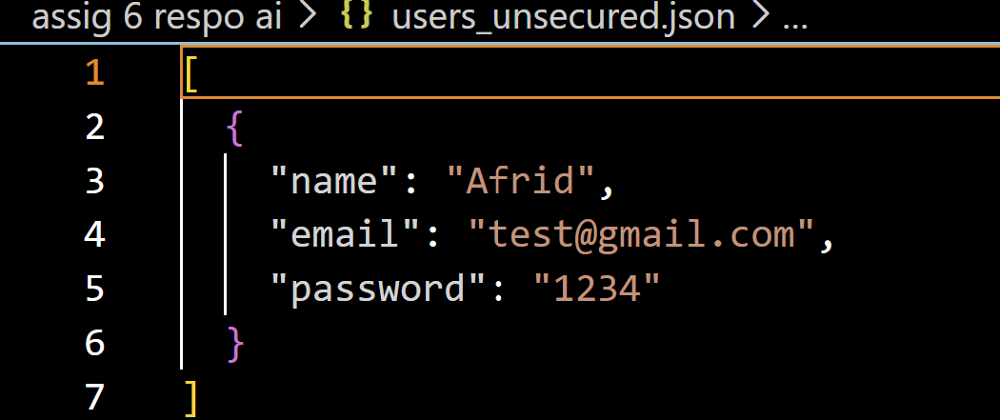 assig 6 respo ai > {} users_unsecured.json > ...
1 [
2 {
3 "name": "Afrid",
4 "email": "test@gmail.com",
5 "password": "1234"
6 }
7 ]